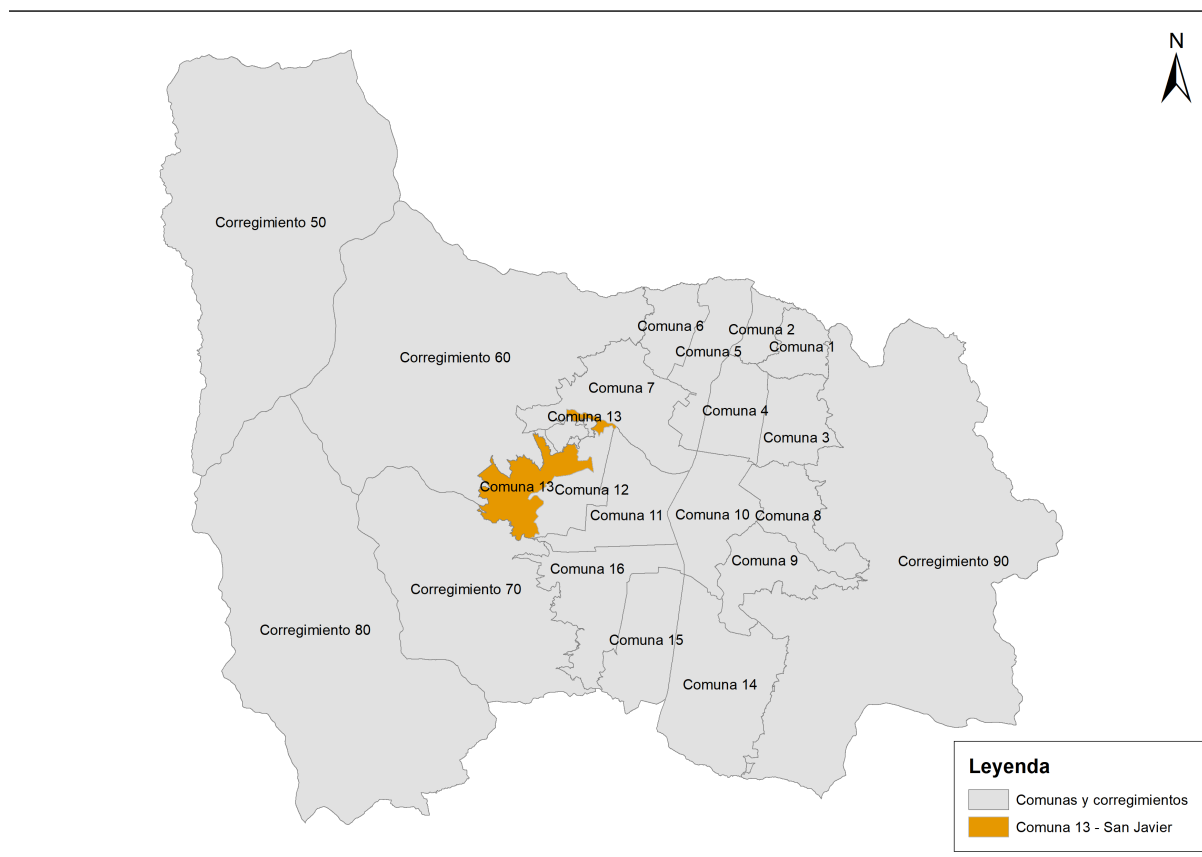 N
Corregimiento 50
Comuna 6
Comuna 2
Comuna 1
Comuna 5
Corregimiento 60
Comuna 7
Comuna 4
Comuna 13
Comuna 3
Comuna 13
Comuna 12
Comuna 11
Comuna 10
Comuna 8
Comuna 9
Corregimiento 90
Comuna 16
Corregimiento 70
Corregimiento 80
Comuna 15
Comuna 14
Leyenda
Comunas y corregimientos
Comuna 13 - San Javier